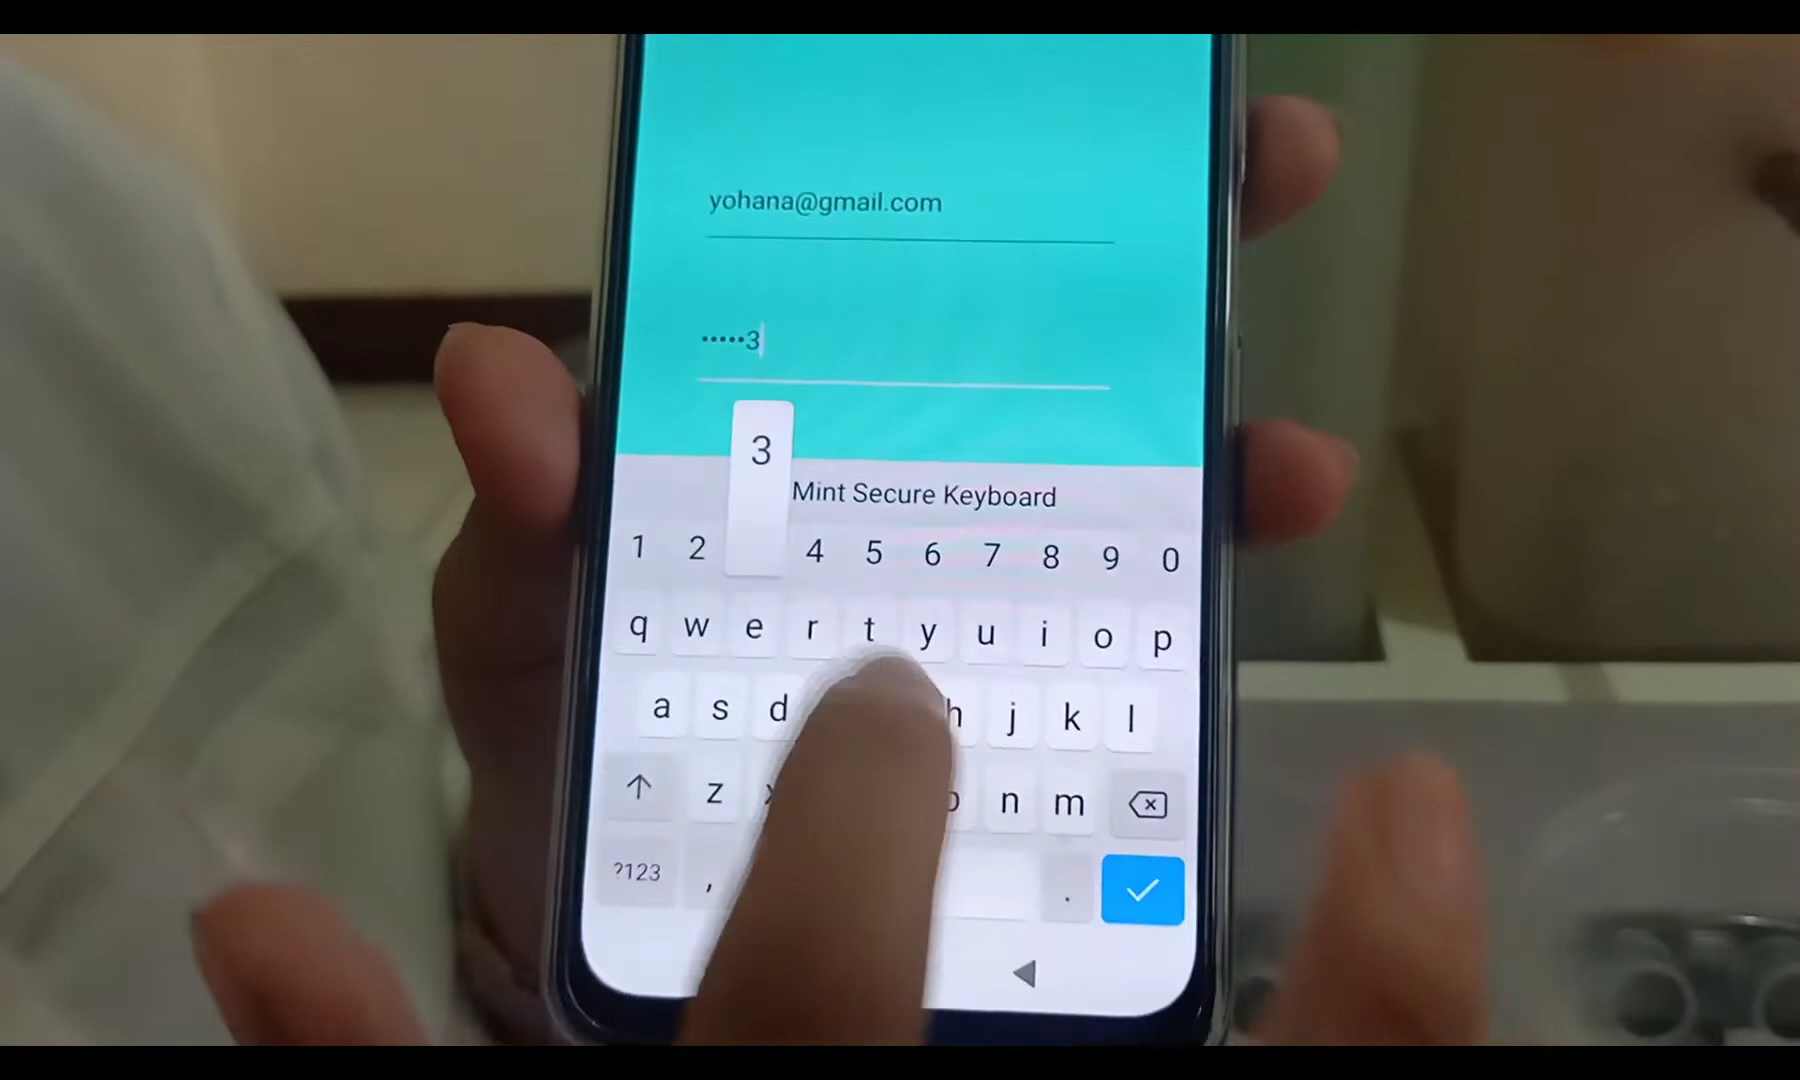 yohana@gmail.com
•••••3
3
Mint Secure Keyboard
1 2 4 5 6 7 8 9 0
q w e r t y u i o p
a s d h j k l
z n m
?123 , .